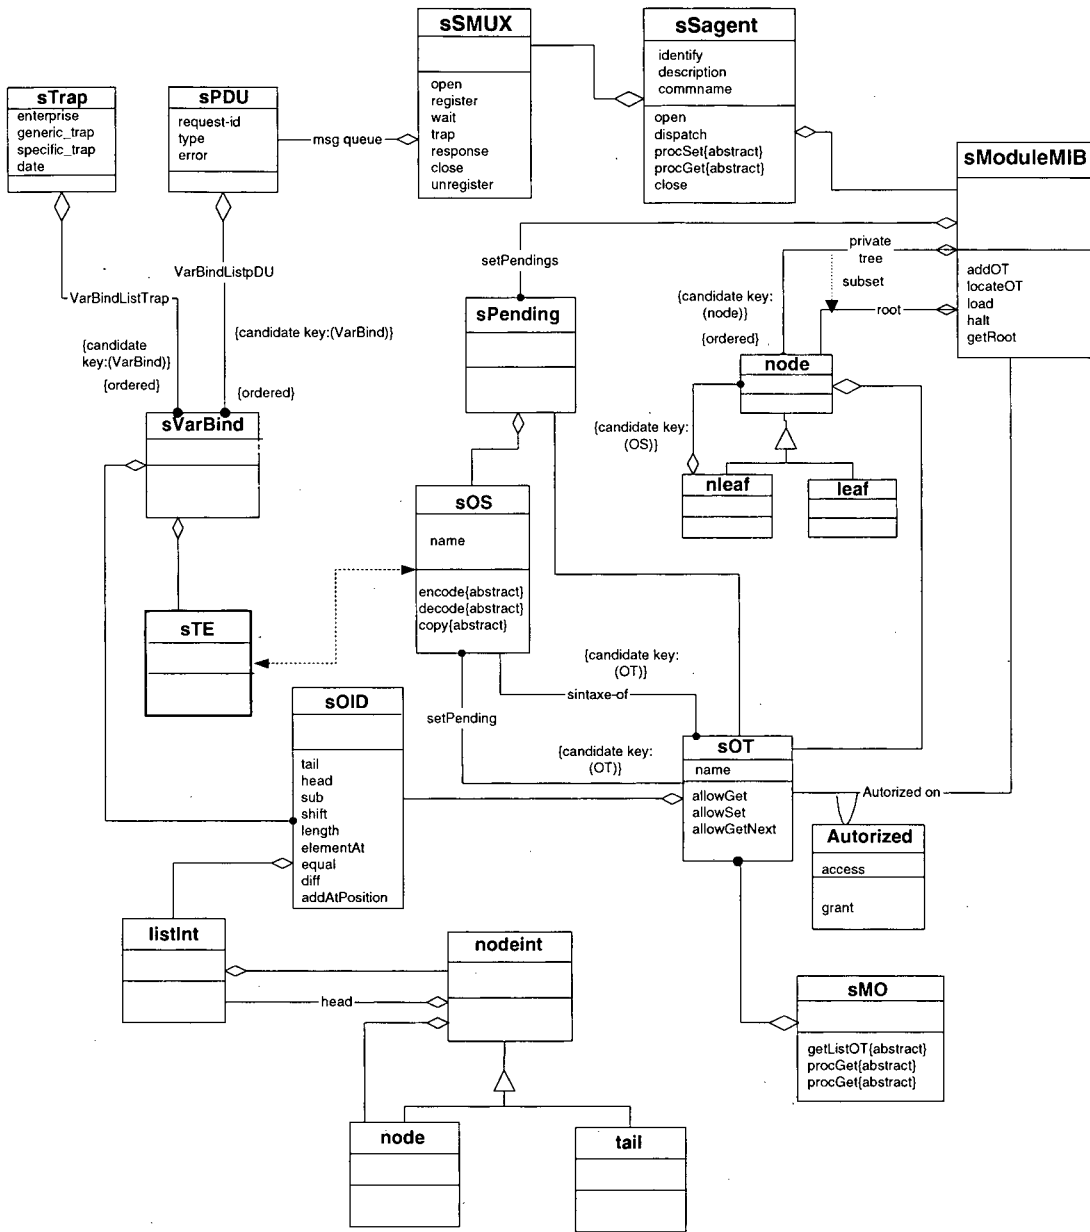 sSMUX
open
register
wait
trap
response
close
unregister
sSagent
identify
description
commname
open
dispatch
procSet{abstract}
procGet{abstract}
close
sTrap
enterprise
generic_trap
specific_trap
date
sPDU
request-id
type
error
msg queue
sModuleMIB
addOT
locateOT
load
halt
getRoot
private
tree
subset
root
setPendings
VarBindListpDU
VarBindListTrap
{candidate key:(VarBind)}
{candidate
key:(VarBind)}
{ordered}
{ordered}
sPending
{candidate key:
(node)}
{ordered}
node
{candidate key:
(OS)}
nleaf
leaf
sVarBind
sOS
name
encode{abstract}
decode{abstract}
copy{abstract}
sTE
{candidate key:
(OT)}
sintaxe-of
setPending
{candidate key:
(OT)}
sOID
tail
head
sub
shift
length
elementAt
equal
diff
addAtPosition
sOT
name
allowGet
allowSet
allowGetNext
Autorized on
Autorized
access
grant
listInt
head
nodeint
sMO
getListOT{abstract}
procGet{abstract}
procGet{abstract}
node
tail